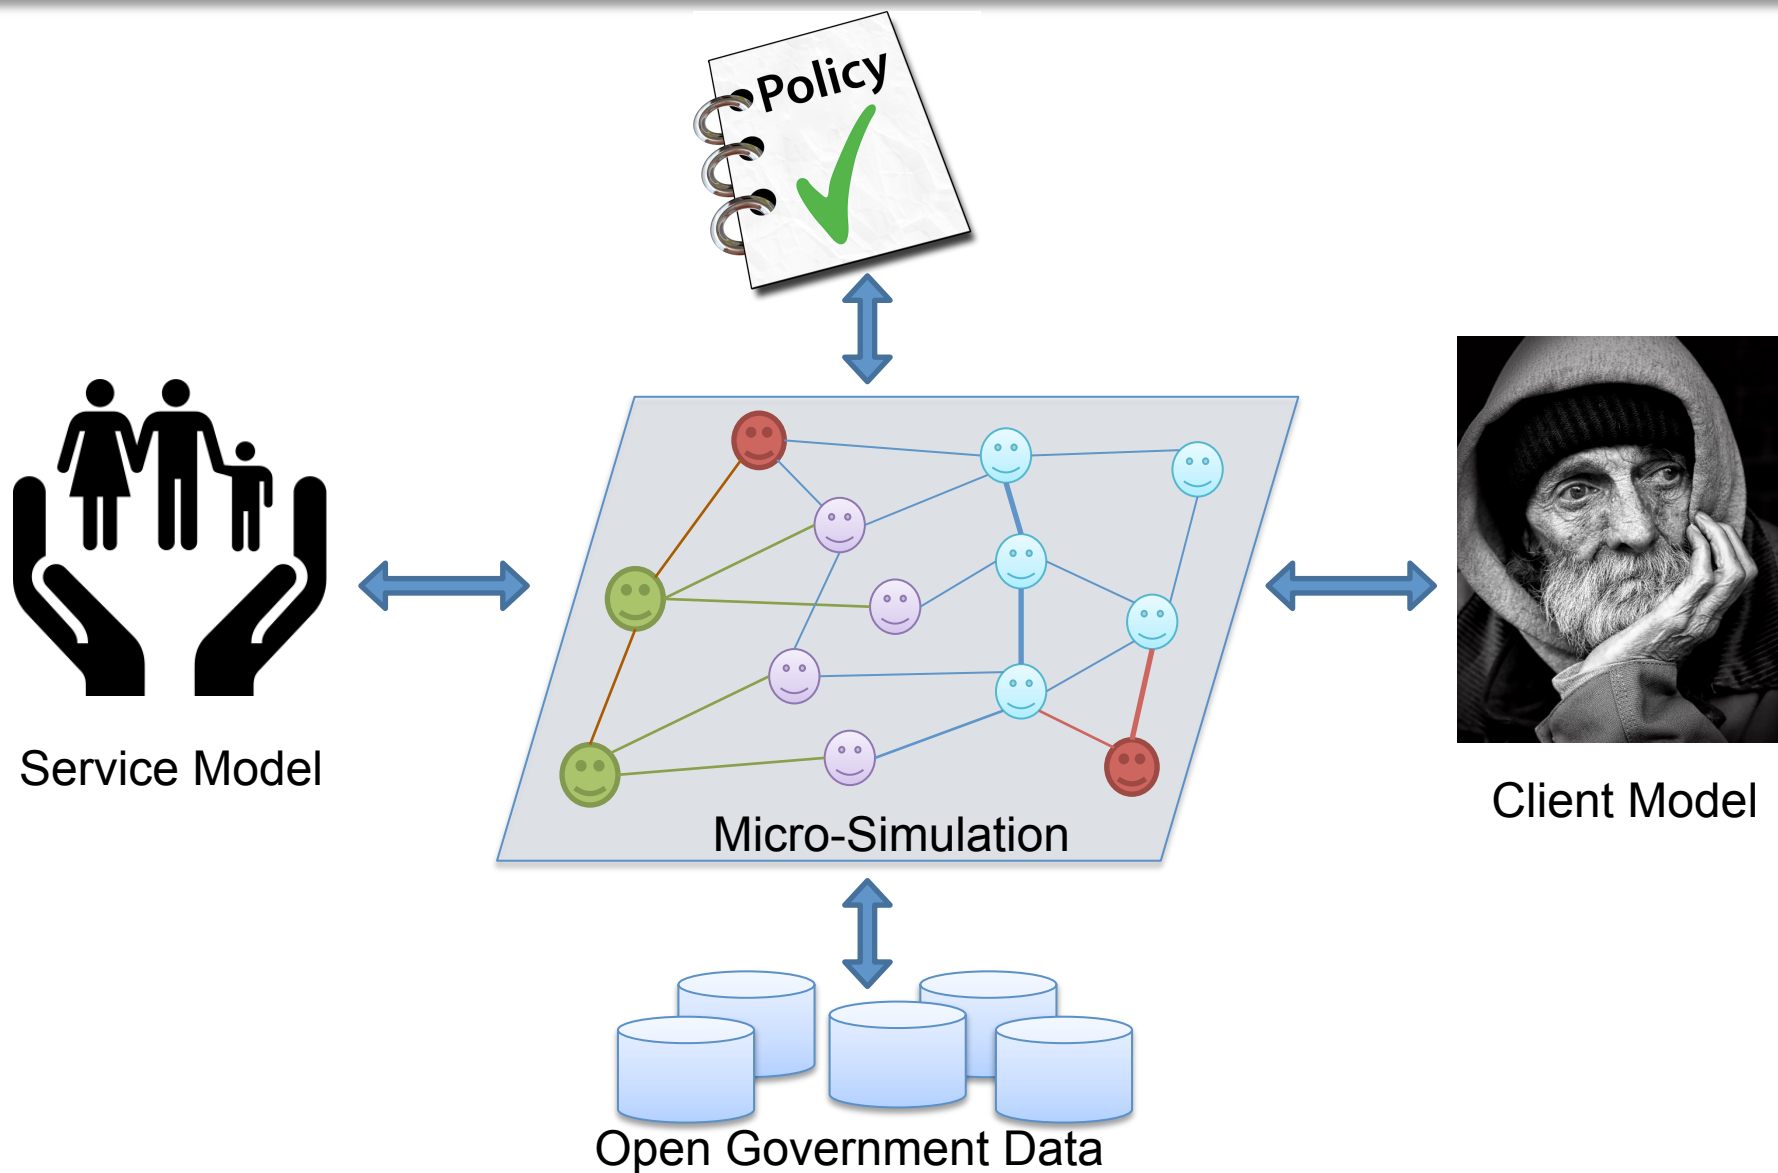 Policy
Service Model
Micro-Simulation
Client Model
Open Government Data